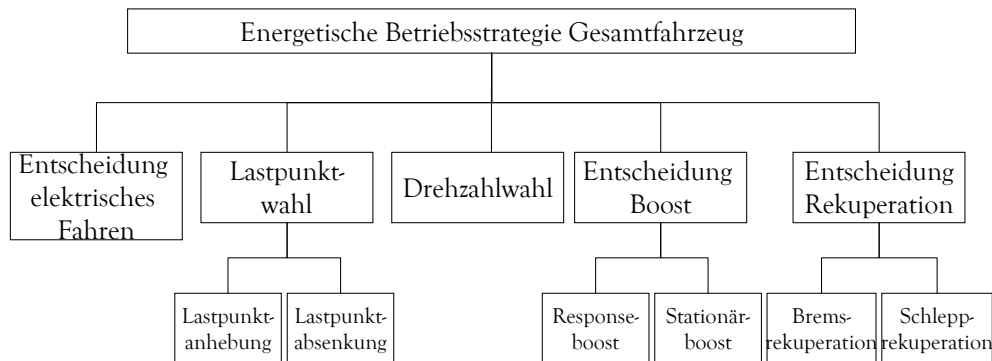 Energetische Betriebsstrategie Gesamtfahrzeug
Entscheidung
elektrisches
Fahren
Lastpunkt-
wahl
Drehzahlwahl
Entscheidung
Boost
Entscheidung
Rekuperation
Lastpunkt-
anhebung
Lastpunkt-
absenkung
Response-
boost
Stationär-
boost
Brems-
rekuperation
Schlepp-
rekuperation